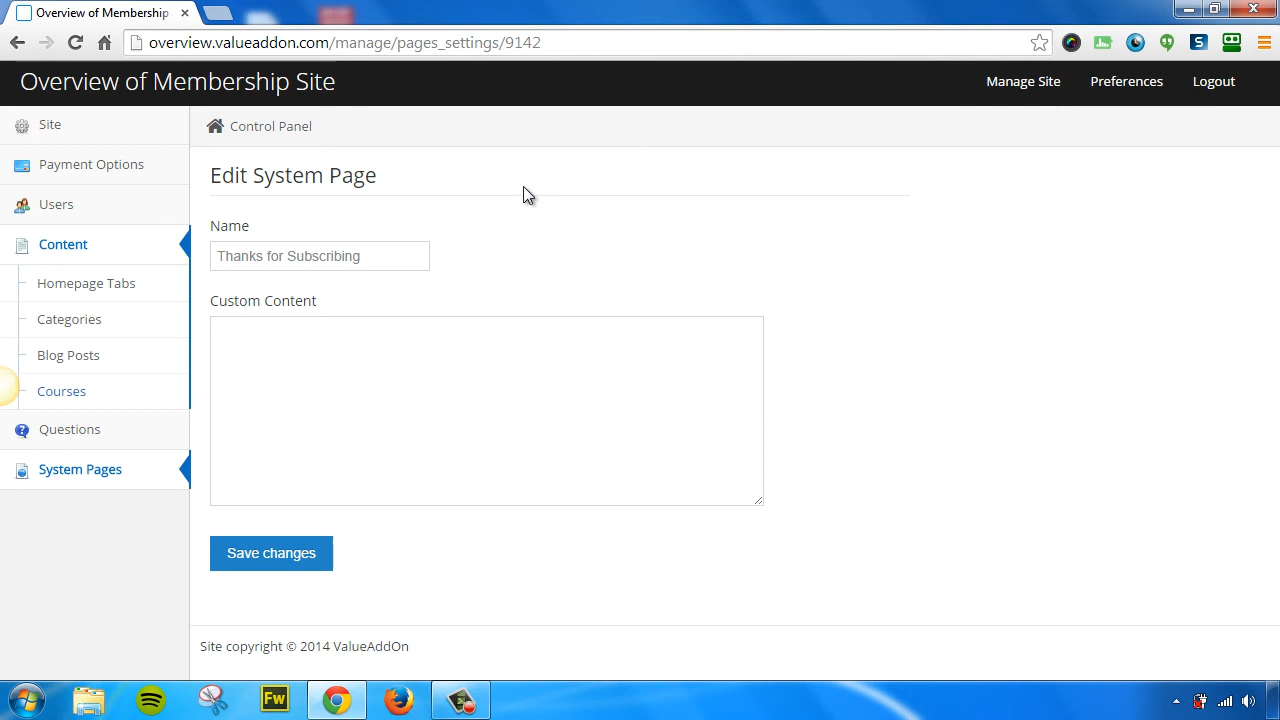 Overview of Membership
overview.valueaddon.com/manage/pages_settings/9142
Overview of Membership Site
Manage Site
Preferences
Logout
Site
Payment Options
Users
Content
Homepage Tabs
Categories
Blog Posts
Courses
Questions
System Pages
Control Panel
Edit System Page
Name
Thanks for Subscribing
Custom Content
Save changes
Site copyright © 2014 ValueAddOn
Fw